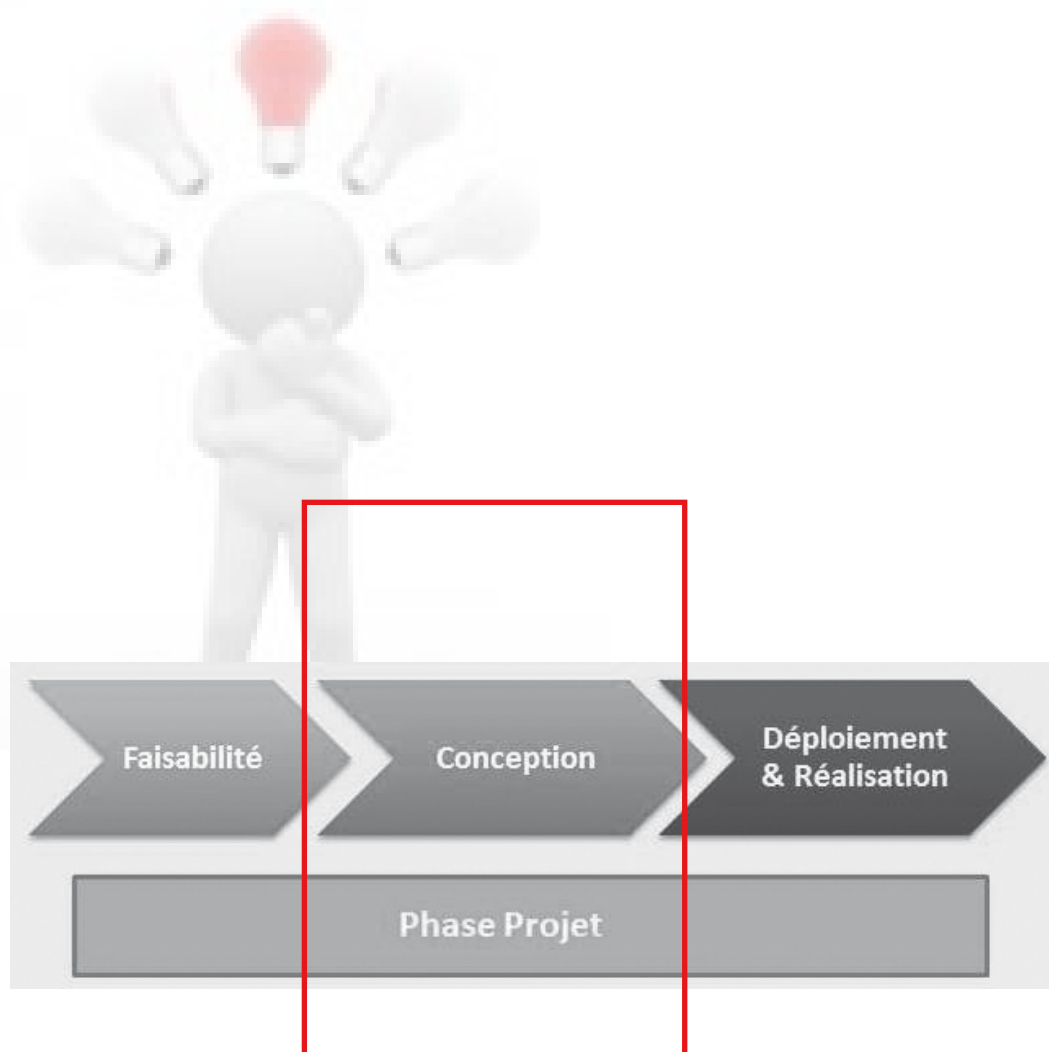 Faisabilité
Conception
Déploiement
& Réalisation
Phase Projet